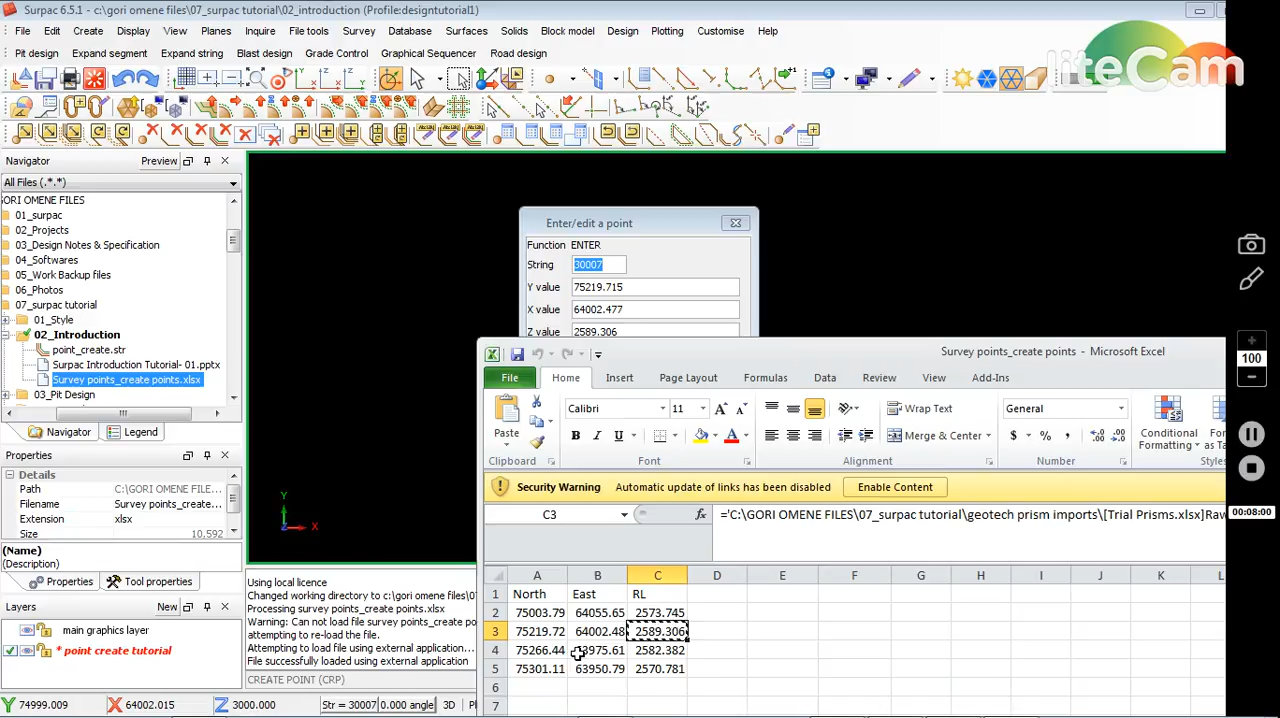 Surpac 6.5.1 - c:\gori omene files\07_surpac tutorial\02_introduction (Profile:designtutorial1)
File Edit Create Display View Planes Inquire File tools Survey Database Surfaces Solids Block model Design Plotting Customise Help
Pit design Expand segment Expand string Blast design Grade Control Graphical Sequencer Road design
liteCam
Navigator Preview
All Files (*.*)
GORI OMENE FILES
01_surpac
02_Projects
03_Design Notes & Specification
04_Softwares
05_Work Backup files
06_Photos
07_surpac tutorial
01_Style
02_Introduction
point_create.str
Surpac Introduction Tutorial- 01.pptx
Survey points_create points.xlsx
03_Pit Design
Navigator Legend
Properties
Details
Path C:\GORI OMENE FIL...
Filename Survey points_create...
Extension xlsx
Size 10,592
(Name)
(Description)
Properties Tool properties
Layers New
main graphics layer
* point create tutorial
Enter/edit a point
Function ENTER
String 30007
Y value 75219.715
X value 64002.477
Z value 2589.306
Y
X
Z
Using local licence
Changed working directory to c:\gori omene files\07
Processing survey points_create points.xlsx
Warning: Can not load file survey points_create poin
attempting to re-load the file.
Attempting to load file using external application...
File successfully loaded using external application
CREATE POINT (CRP)
Y 74999.009 X 64002.015 Z 3000.000 Str = 30007 0.000 angle 3D
Survey points_create points - Microsoft Excel
File Home Insert Page Layout Formulas Data Review View Add-Ins
Paste Calibri 11 A A Wrap Text General
B I U A Merge & Center $ % , Conditional Formatting
Clipboard Font Alignment Number Styles
Security Warning Automatic update of links has been disabled Enable Content
C3 fx ='C:\GORI OMENE FILES\07_surpac tutorial\geotech prism imports\[Trial Prisms.xlsx]Raw
A B C D E F G H I J K L
1 North East RL
2 75003.79 64055.65 2573.745
3 75219.72 64002.48 2589.306
4 75266.44 63975.61 2582.382
5 75301.11 63950.79 2570.781
6
7
100
00:08:00